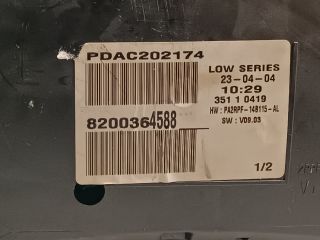 PDAC202174
LOW SERIES
23-04-04
10:29
351 1 0419
HW : PA2RPF-14B115-AL
SW : V09.03
8200364588
1/2